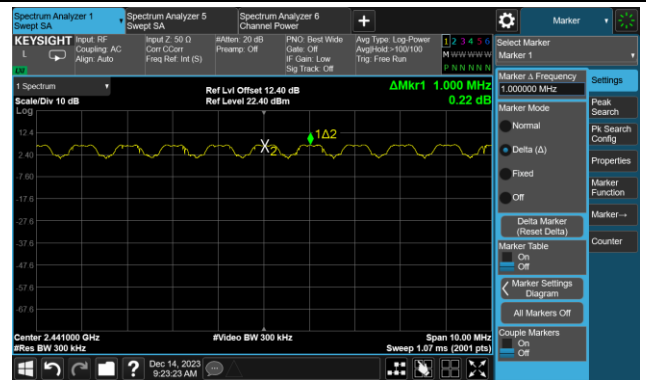 Spectrum Analyzer 1
Swept SA
Spectrum Analyzer 5
Swept SA
Spectrum Analyzer 6
Channel Power
Marker
KEYSIGHT
L
LW
Input: RF
Coupling: AC
Align: Auto
Input Z: 50 Ω
Corr CCorr
Freq Ref: Int (S)
#Atten: 20 dB
Preamp: Off
PNO: Best Wide
Gate: Off
IF Gain: Low
Sig Track: Off
Avg Type: Log-Power
Avg|Hold:>100/100
Trig: Free Run
1 2 3 4 5 6
M W W W W W
P N N N N N
Select Marker
Marker 1
1 Spectrum
Scale/Div 10 dB
Log
Ref Lvl Offset 12.40 dB
Ref Level 22.40 dBm
ΔMkr1 1.000 MHz
0.22 dB
12.4
2.40
-7.60
-17.6
-27.6
-37.6
-47.6
-57.6
-67.6
X2
1Δ2
Center 2.441000 GHz
#Res BW 300 kHz
#Video BW 300 kHz
Span 10.00 MHz
Sweep 1.07 ms (2001 pts)
Marker Δ Frequency
1.000000 MHz
Marker Mode
Normal
Delta (Δ)
Fixed
Off
Delta Marker
(Reset Delta)
Marker Table
On
Off
Marker Settings
Diagram
All Markers Off
Couple Markers
On
Off
Settings
Peak
Search
Pk Search
Config
Properties
Marker
Function
Marker→
Counter
?
Dec 14, 2023
9:23:23 AM